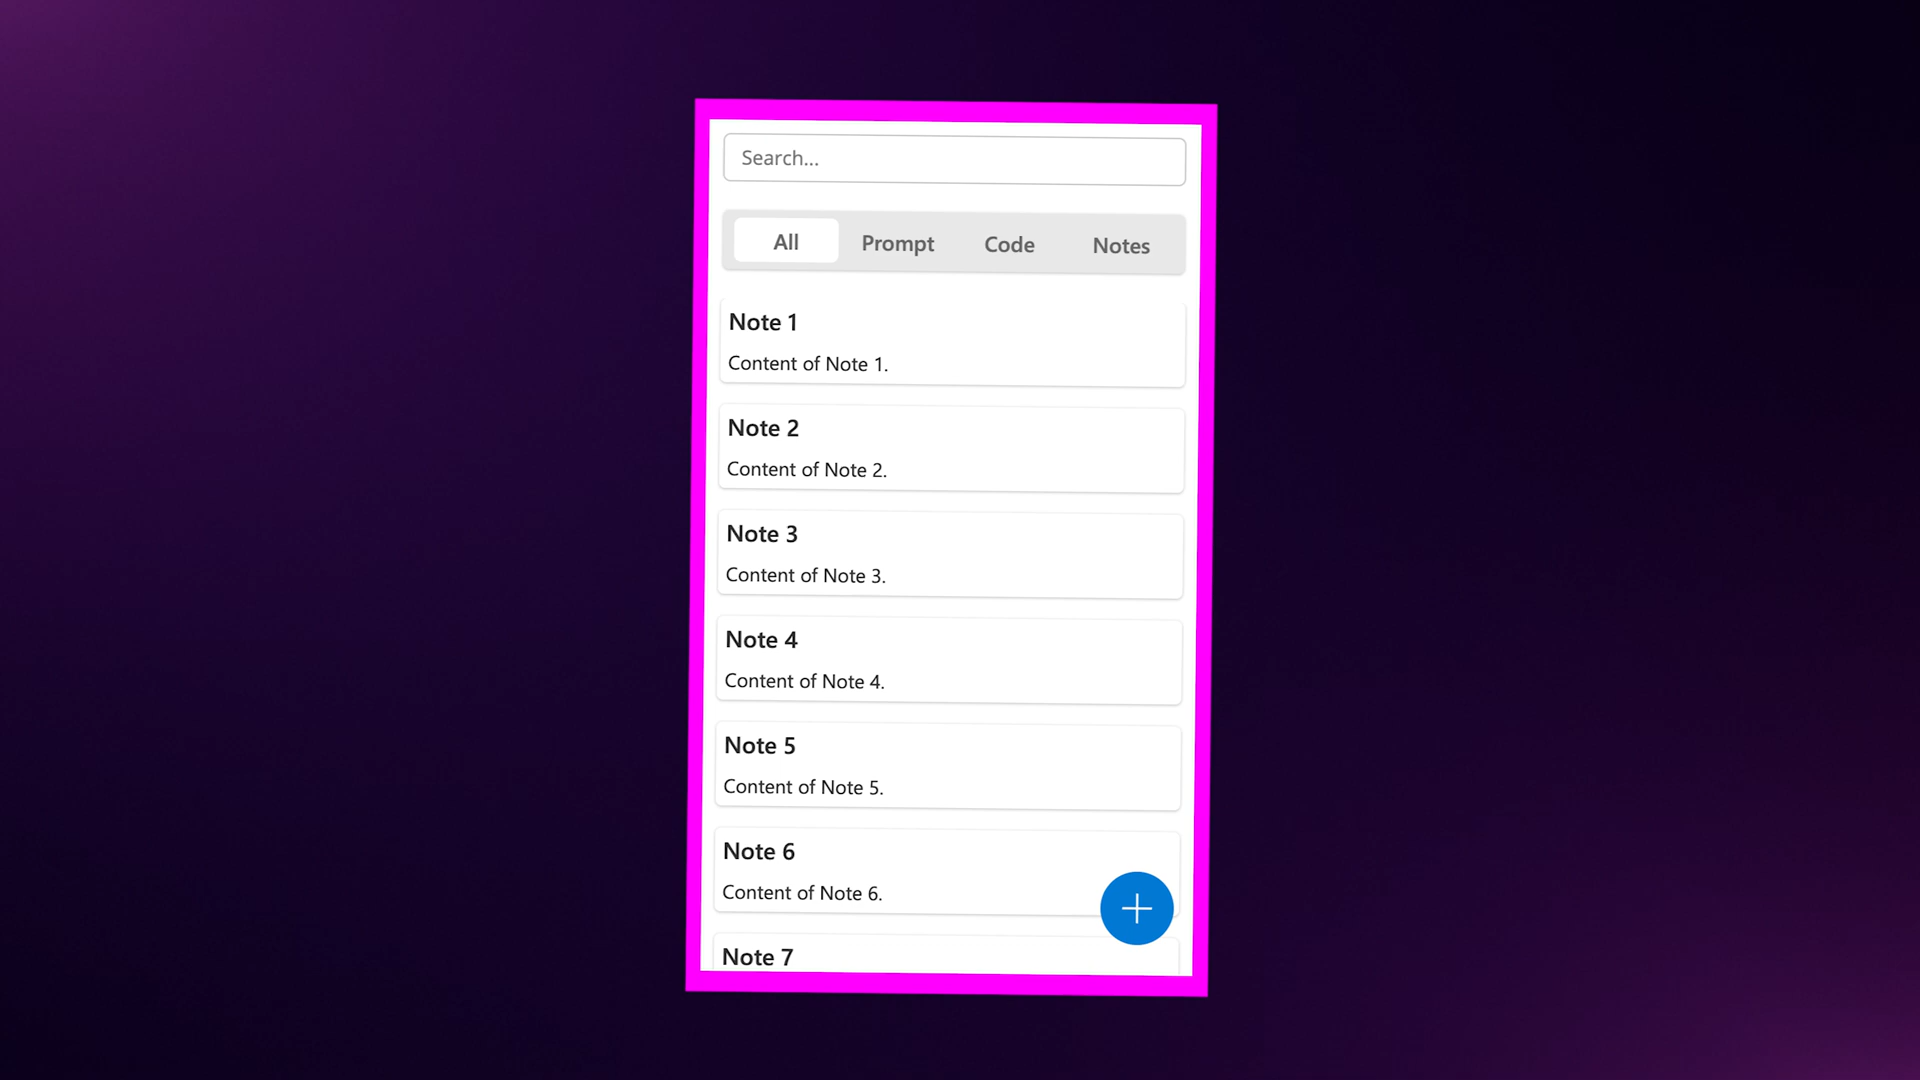 Search...
All Prompt Code Notes
Note 1
Content of Note 1.
Note 2
Content of Note 2.
Note 3
Content of Note 3.
Note 4
Content of Note 4.
Note 5
Content of Note 5.
Note 6
Content of Note 6.
Note 7